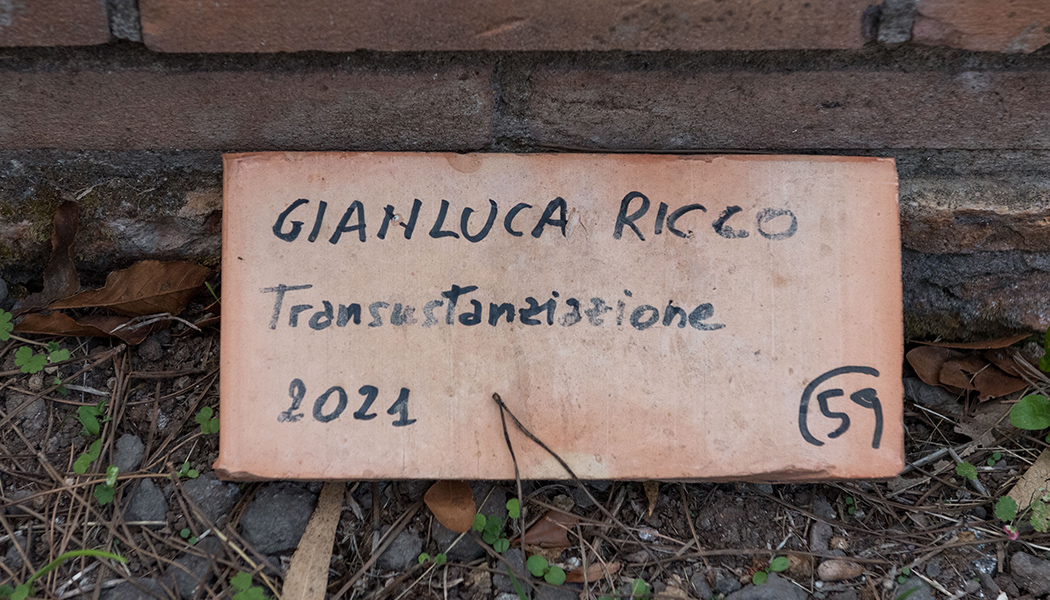 GIANLUCA RICCO
Transustanziazione
2021
59